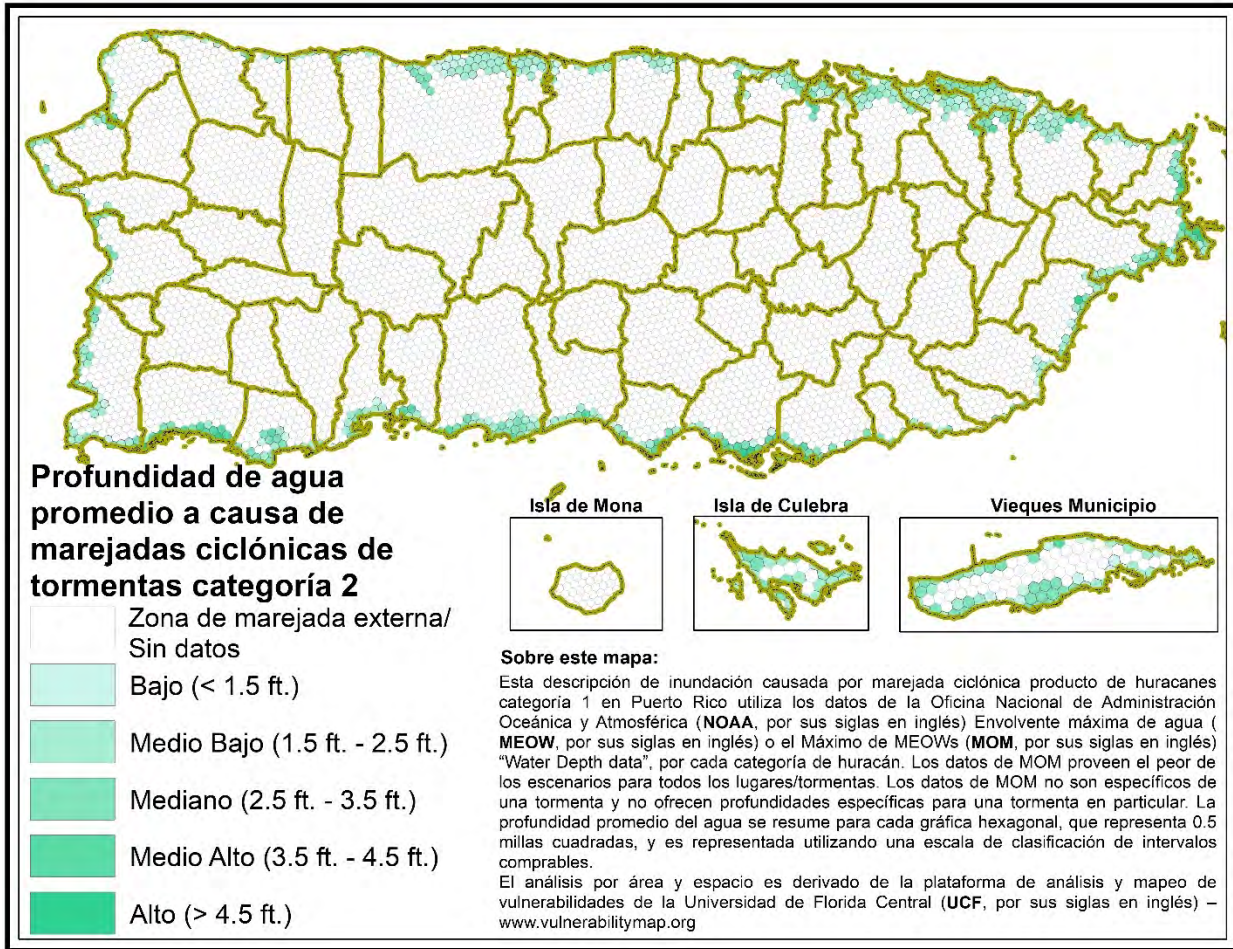 Profundidad de agua
promedio a causa de
marejadas ciclónicas de
tormentas categoría 2
Zona de marejada externa/
Sin datos
Bajo (< 1.5 ft.)
Medio Bajo (1.5 ft. - 2.5 ft.)
Mediano (2.5 ft. - 3.5 ft.)
Medio Alto (3.5 ft. - 4.5 ft.)
Alto (> 4.5 ft.)
Isla de Mona
Isla de Culebra
Vieques Municipio
Sobre este mapa:
Esta descripción de inundación causada por marejada ciclónica producto de huracanes
categoría 1 en Puerto Rico utiliza los datos de la Oficina Nacional de Administración
Oceánica y Atmosférica (NOAA, por sus siglas en inglés) Envolvente máxima de agua (
MEOW, por sus siglas en inglés) o el Máximo de MEOWs (MOM, por sus siglas en inglés)
“Water Depth data”, por cada categoría de huracán. Los datos de MOM proveen el peor de
los escenarios para todos los lugares/tormentas. Los datos de MOM no son específicos de
una tormenta y no ofrecen profundidades específicas para una tormenta en particular. La
profundidad promedio del agua se resume para cada gráfica hexagonal, que representa 0.5
millas cuadradas, y es representada utilizando una escala de clasificación de intervalos
comprables.
El análisis por área y espacio es derivado de la plataforma de análisis y mapeo de
vulnerabilidades de la Universidad de Florida Central (UCF, por sus siglas en inglés) –
www.vulnerabilitymap.org